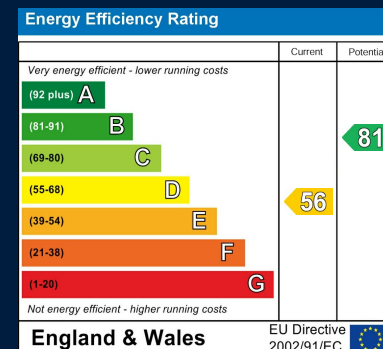 Energy Efficiency Rating
Current Potentia
Very energy efficient - lower running costs
(92 plus) A
(81-91) B
81
(69-80) C
(55-68) D
56
(39-54) E
(21-38) F
(1-20) G
Not energy efficient - higher running costs
England & Wales
EU Directive
2002/91/EC